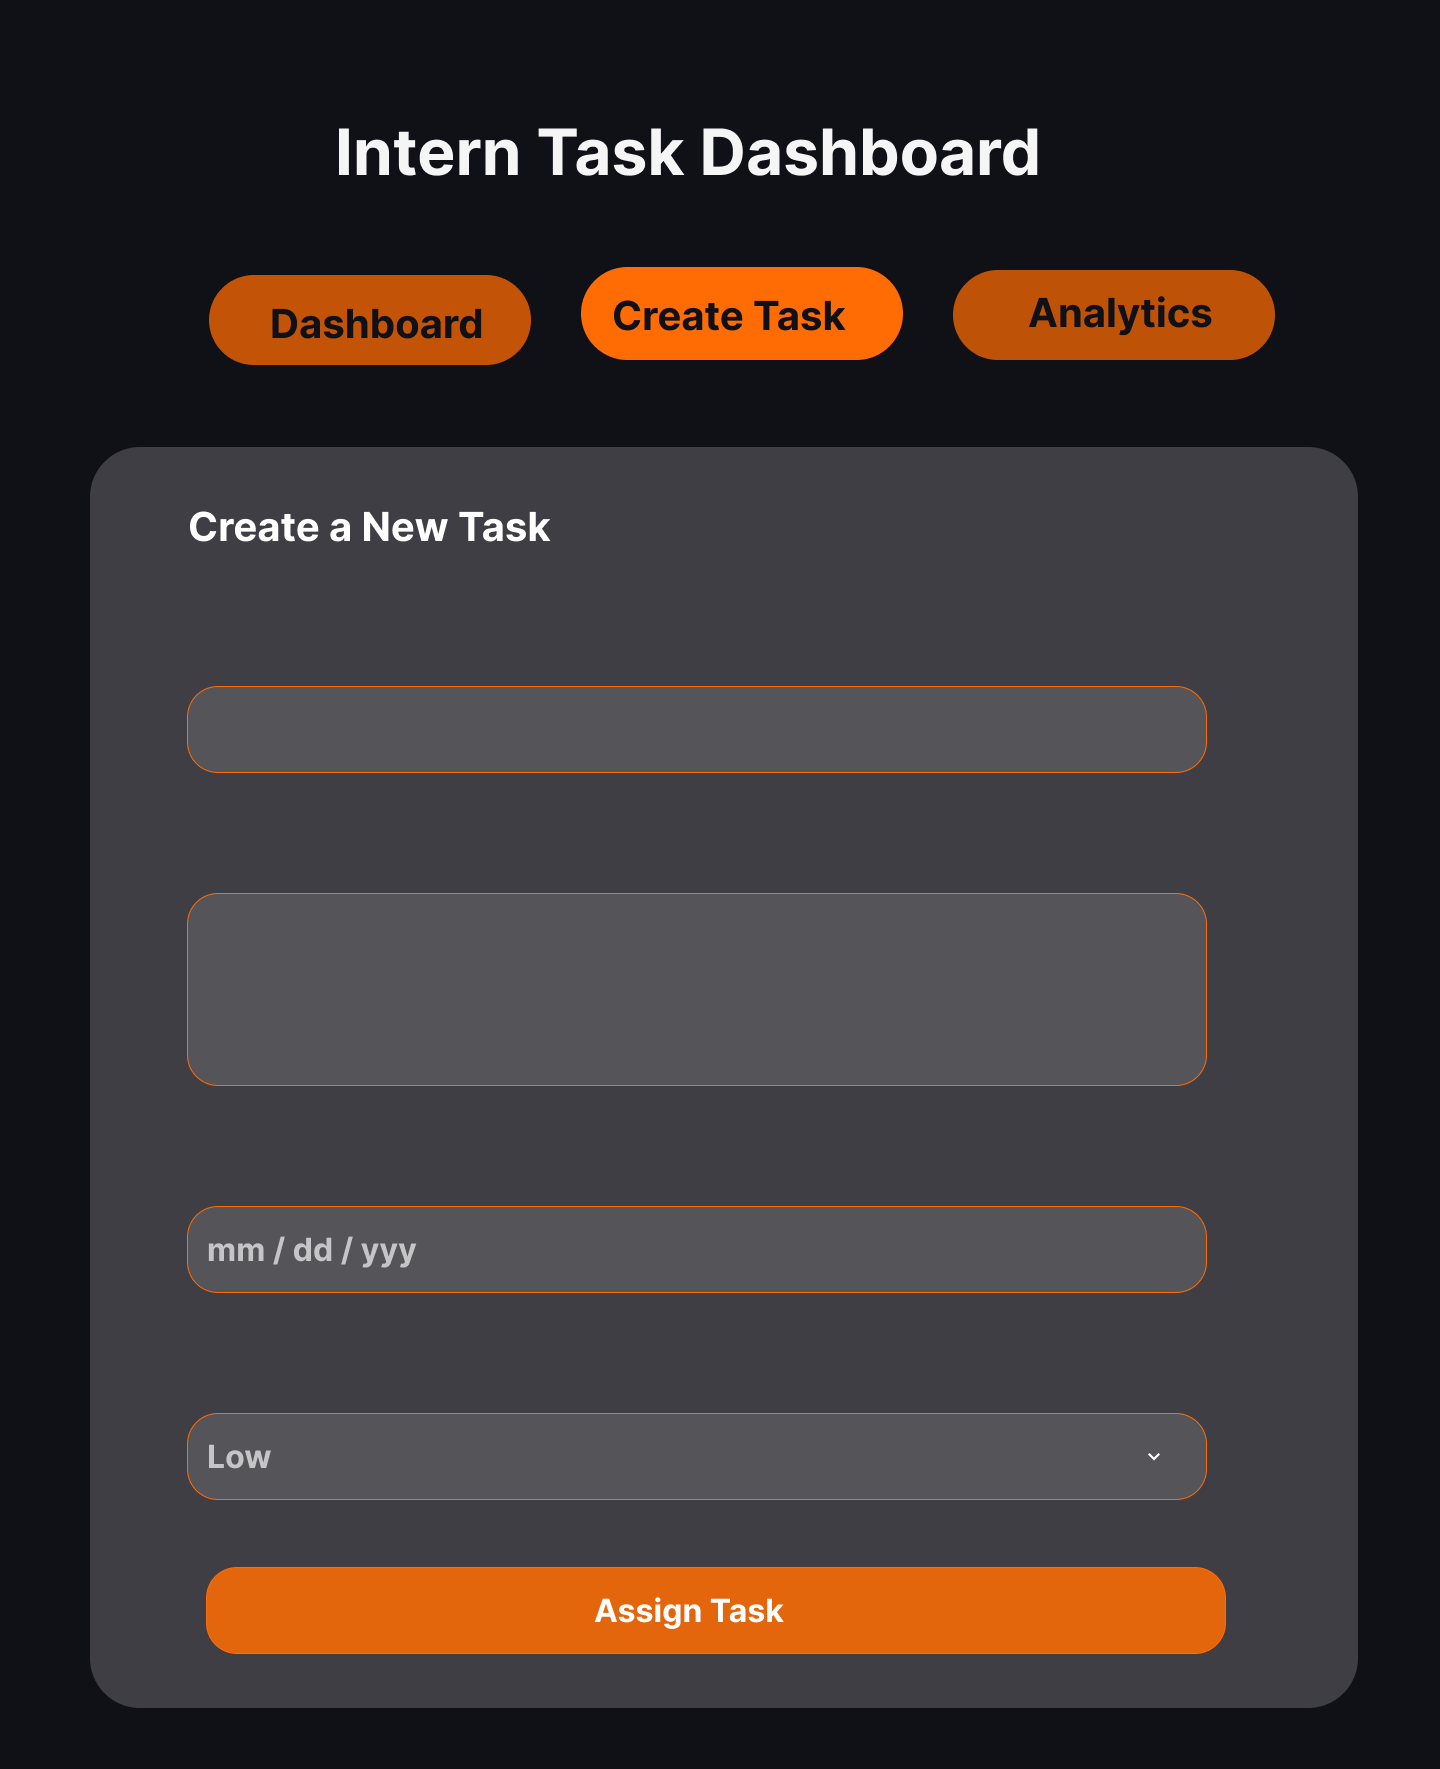 Intern Task Dashboard
Dashboard Create Task Analytics
Create a New Task
mm / dd / yyy
Low
Assign Task